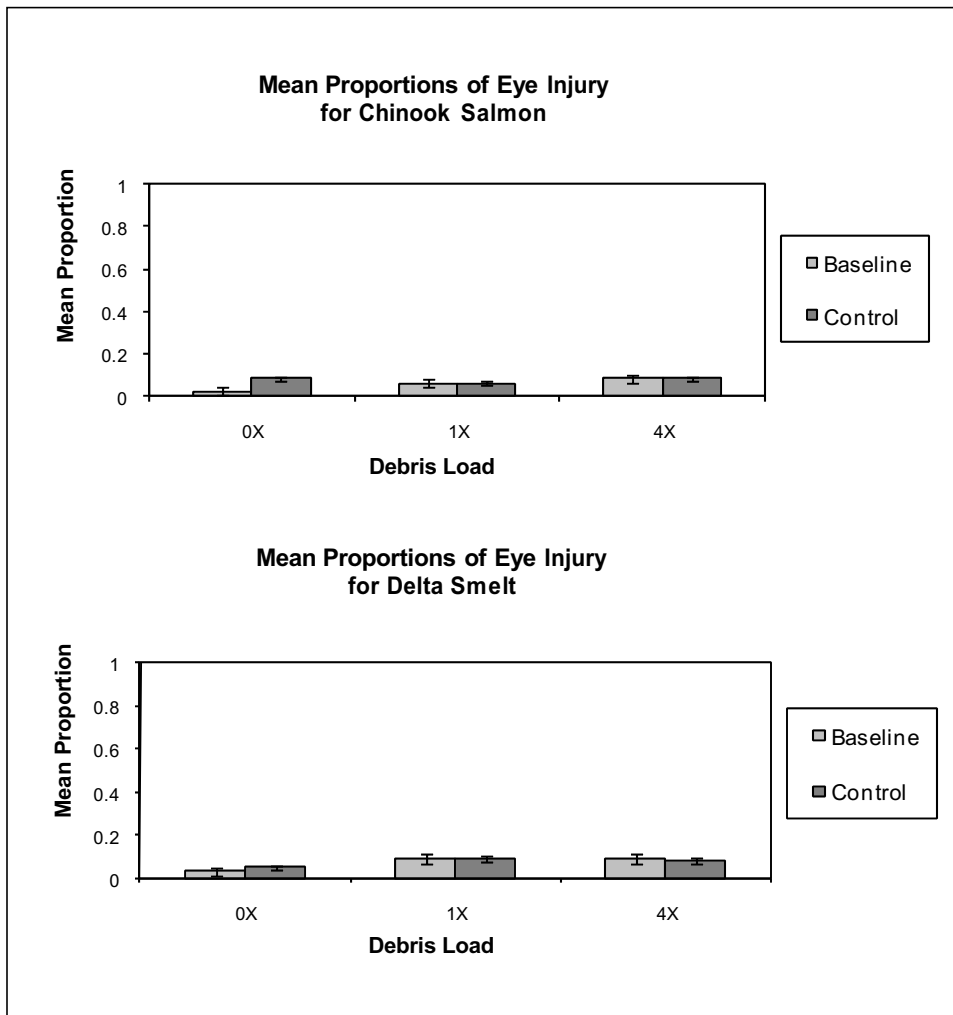 Mean Proportions of Eye Injury
for Chinook Salmon
Mean Proportion
1
0.8
0.6
0.4
0.2
0
0X 1X 4X
Debris Load
Baseline
Control
Mean Proportions of Eye Injury
for Delta Smelt
Mean Proportion
1
0.8
0.6
0.4
0.2
0
0X 1X 4X
Debris Load
Baseline
Control